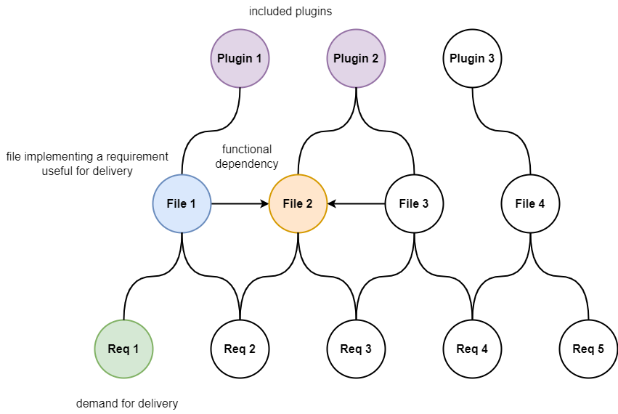 included plugins
Plugin 1
Plugin 2
Plugin 3
file implementing a requirement
useful for delivery
functional
dependency
File 1
File 2
File 3
File 4
Req 1
Req 2
Req 3
Req 4
Req 5
demand for delivery